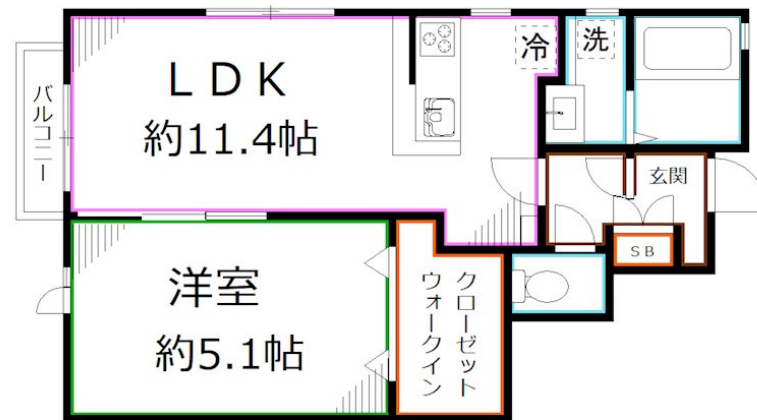 LDK
約11.4帖
冷
洗
バルコニー
玄関
SB
洋室
約5.1帖
クローゼット
ウォークイン